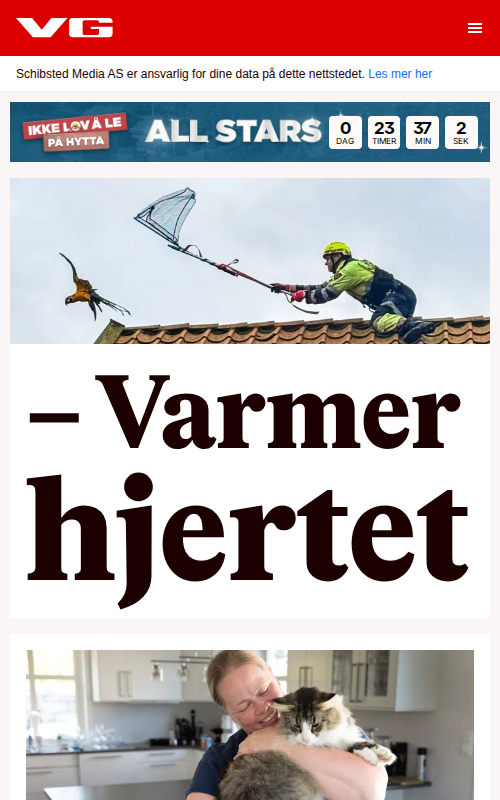 VG
Schibsted Media AS er ansvarlig for dine data på dette nettstedet. Les mer her
IKKE LOV Å LE
PÅ HYTTA
ALL STARS
0 23 37 2
DAG TIMER MIN SEK
– Varmer
hjertet